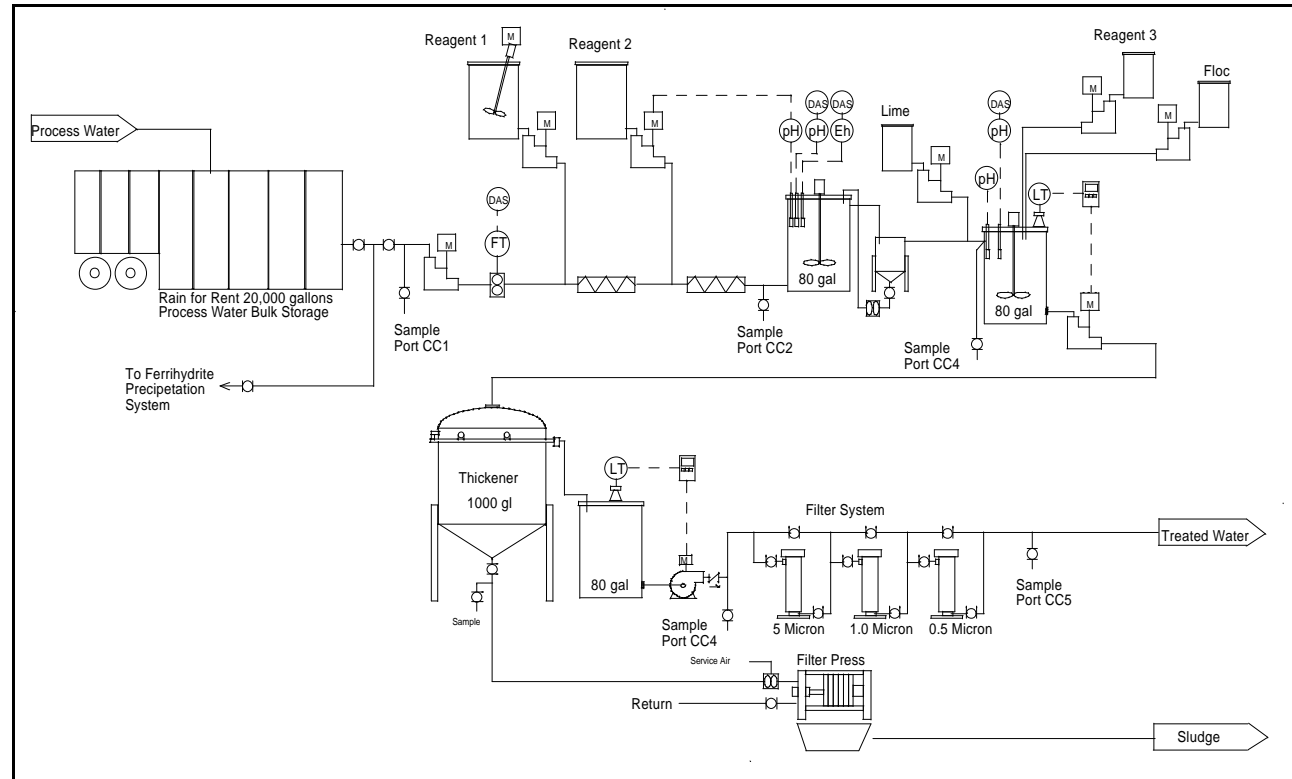 Reagent 1
M
Reagent 2
Reagent 3
Floc
Process Water
M
M
DAS
DAS
pH
pH
Eh
Lime
M
DAS
pH
pH
M
M
LT
DAS
FT
M
80 gal
80 gal
M
Rain for Rent 20,000 gallons
Process Water Bulk Storage
Sample
Port CC1
Sample
Port CC2
Sample
Port CC4
To Ferrihydrite
Precipetation
System
Thickener
1000 gl
LT
M
80 gal
Filter System
Treated Water
Sample
Port CC5
Sample
Sample
Port CC4
5 Micron
1.0 Micron
0.5 Micron
Service Air
Filter Press
Return
Sludge